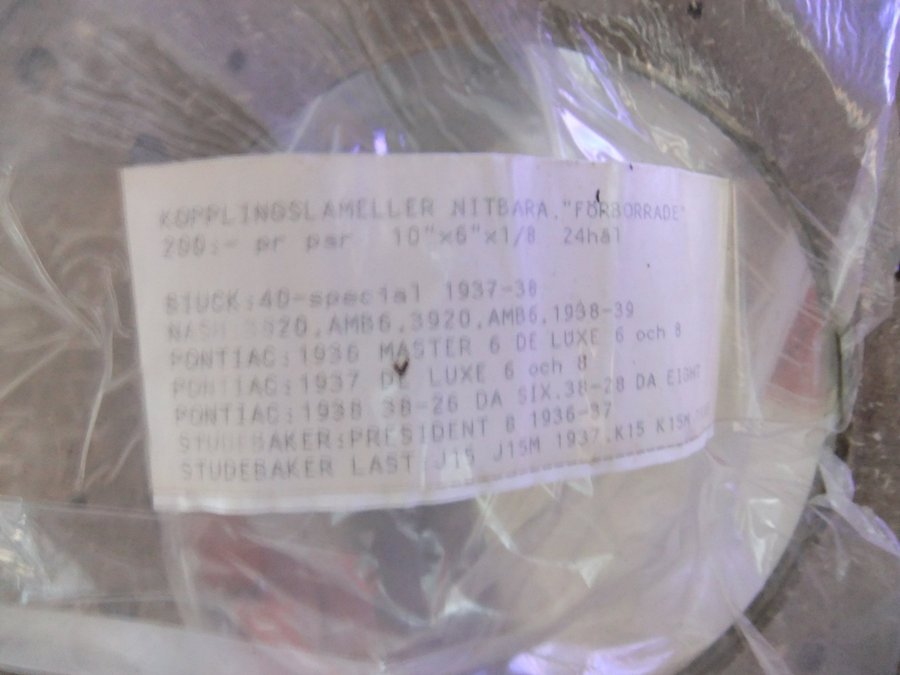 KOPPLINGSLAMELLER NITBARA."FÖRBORRADE"
200:- pr par 10"x6"x1/8 24hål
BIUCK:40-special 1937-38
NASH 3920,AMB6,3920,AMB6,1938-39
PONTIAC:1936 MASTER 6 DE LUXE 6 och 8
PONTIAC:1937 DE LUXE 6 och 8
PONTIAC:1938 38-26 DA SIX.38-28 DA EIGHT
STUDEBAKER:PRESIDENT 8 1936-37
STUDEBAKER LAST:J15 J15M 1937.K15 K15M